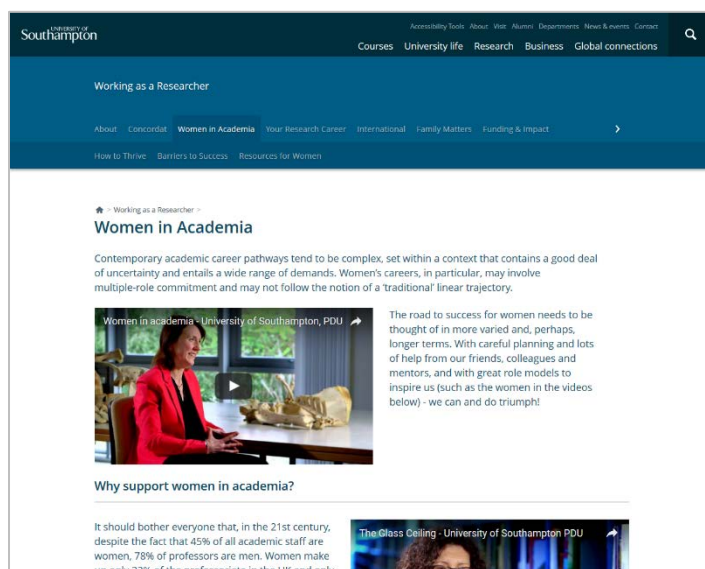 UNIVERSITY OF
Southampton
Accessibility Tools About Visit Alumni Departments News & events Contact
Courses University life Research Business Global connections
Working as a Researcher
About Concordat Women in Academia Your Research Career International Family Matters Funding & Impact
How to Thrive Barriers to Success Resources for Women
> Working as a Researcher >
Women in Academia
Contemporary academic career pathways tend to be complex, set within a context that contains a good deal
of uncertainty and entails a wide range of demands. Women's careers, in particular, may involve
multiple-role commitment and may not follow the notion of a 'traditional' linear trajectory.
Women in academia - University of Southampton, PDU
The road to success for women needs to be
thought of in more varied and, perhaps,
longer terms. With careful planning and lots
of help from our friends, colleagues and
mentors, and with great role models to
inspire us (such as the women in the videos
below) - we can and do triumph!
Why support women in academia?
It should bother everyone that, in the 21st century,
despite the fact that 45% of all academic staff are
women, 78% of professors are men. Women make
The Glass Ceiling - University of Southampton PDU